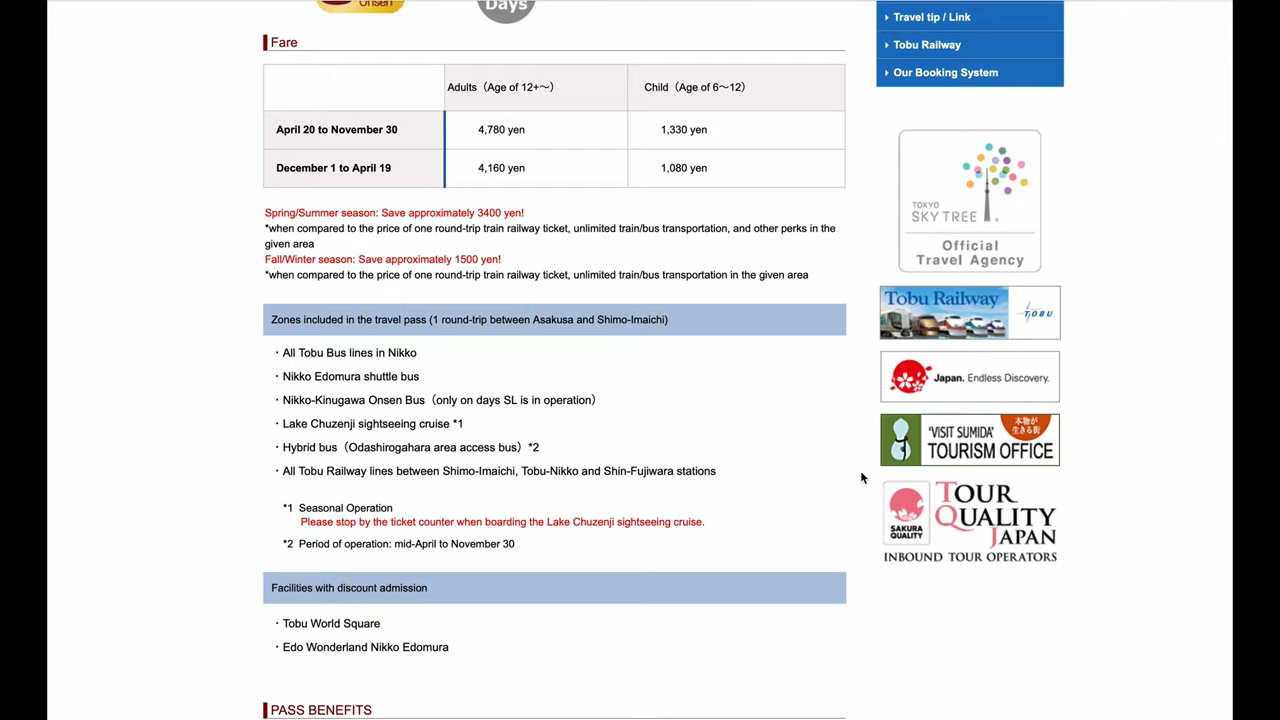 Onsen
Days
Fare
Adults（Age of 12+～）
Child（Age of 6～12）
April 20 to November 30
4,780 yen
1,330 yen
December 1 to April 19
4,160 yen
1,080 yen
Spring/Summer season: Save approximately 3400 yen!
*when compared to the price of one round-trip train railway ticket, unlimited train/bus transportation, and other perks in the
given area
Fall/Winter season: Save approximately 1500 yen!
*when compared to the price of one round-trip train railway ticket, unlimited train/bus transportation in the given area
Zones included in the travel pass (1 round-trip between Asakusa and Shimo-Imaichi)
・All Tobu Bus lines in Nikko
・Nikko Edomura shuttle bus
・Nikko-Kinugawa Onsen Bus（only on days SL is in operation）
・Lake Chuzenji sightseeing cruise *1
・Hybrid bus（Odashirogahara area access bus）*2
・All Tobu Railway lines between Shimo-Imaichi, Tobu-Nikko and Shin-Fujiwara stations
*1 Seasonal Operation
Please stop by the ticket counter when boarding the Lake Chuzenji sightseeing cruise.
*2 Period of operation: mid-April to November 30
Facilities with discount admission
・Tobu World Square
・Edo Wonderland Nikko Edomura
PASS BENEFITS
Travel tip / Link
Tobu Railway
Our Booking System
TOKYO
SKYTREE®
Official
Travel Agency
Tobu Railway
TOBU
Japan. Endless Discovery.
'VISIT SUMIDA'
TOURISM OFFICE
本物が
生きる街
SAKURA
QUALITY
TOUR
QUALITY
JAPAN
INBOUND TOUR OPERATORS